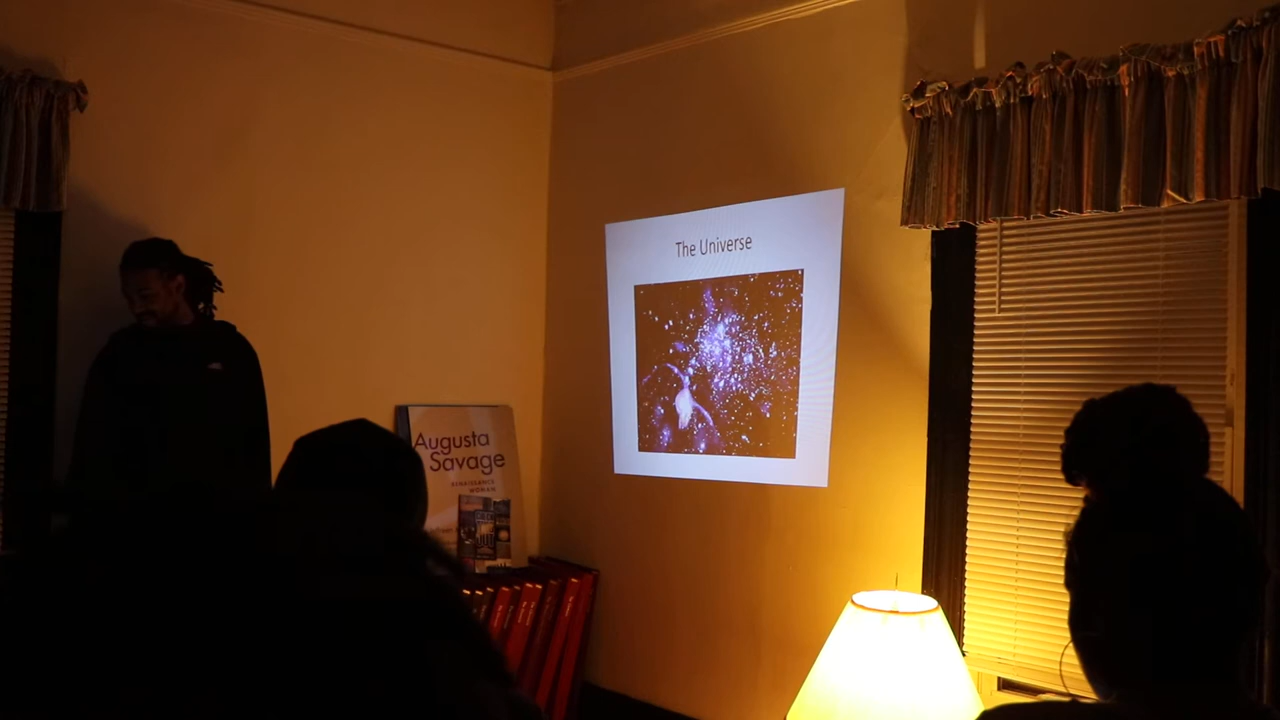 The Universe
Augusta
Savage
RENAISSANCE
WOMAN